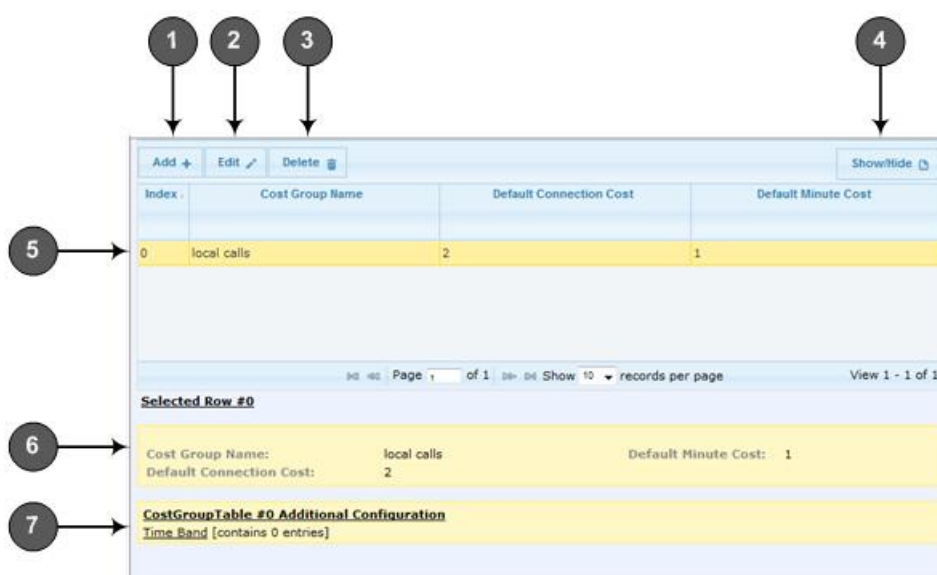 1 2 3 4
Add + Edit Delete Show/Hide
Index Cost Group Name Default Connection Cost Default Minute Cost
5
0 local calls 2 1
Page 1 of 1 Show 10 records per page View 1 - 1 of 1
Selected Row #0
6
Cost Group Name: local calls Default Minute Cost: 1
Default Connection Cost: 2
7
CostGroupTable #0 Additional Configuration
Time Band [contains 0 entries]